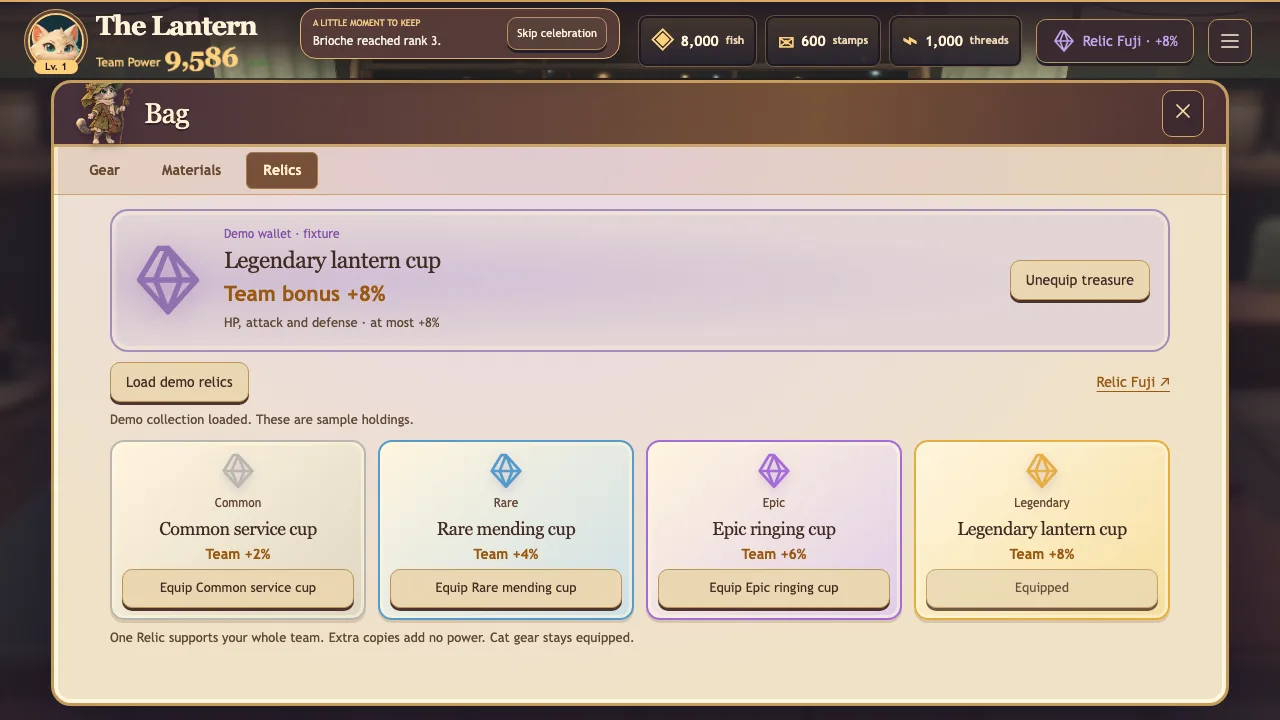 The Lantern
Team Power 9,586
Lv. 1
A LITTLE MOMENT TO KEEP
Brioche reached rank 3.
Skip celebration
8,000 fish
600 stamps
1,000 threads
Relic Fuji · +8%
Bag
Gear
Materials
Relics
Demo wallet · fixture
Legendary lantern cup
Team bonus +8%
HP, attack and defense · at most +8%
Unequip treasure
Load demo relics
Relic Fuji ↗
Demo collection loaded. These are sample holdings.
Common
Common service cup
Team +2%
Equip Common service cup
Rare
Rare mending cup
Team +4%
Equip Rare mending cup
Epic
Epic ringing cup
Team +6%
Equip Epic ringing cup
Legendary
Legendary lantern cup
Team +8%
Equipped
One Relic supports your whole team. Extra copies add no power. Cat gear stays equipped.